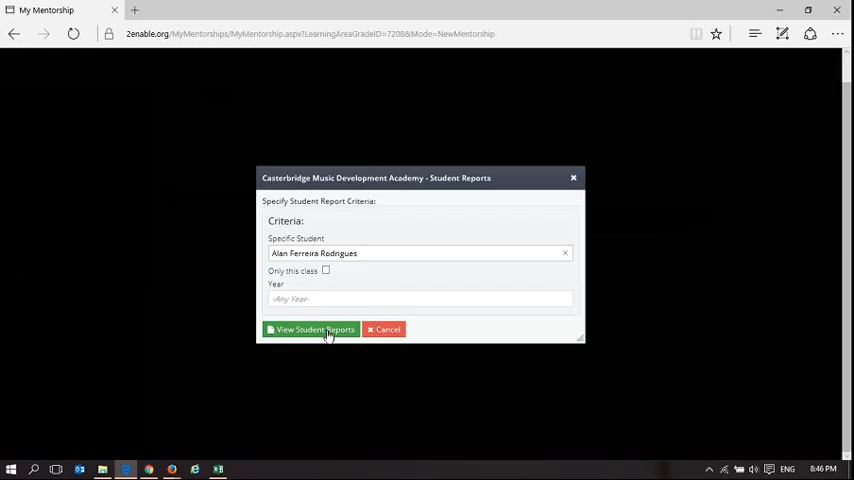 My Mentorship
2enable.org/MyMentorships/MyMentorship.aspx?LearningAreaGradeID=7208&Mode=NewMentorship
Casterbridge Music Development Academy - Student Reports
Specify Student Report Criteria:
Criteria:
Specific Student
Alan Ferreira Rodrigues
Only this class
Year
-Any Year-
View Student Reports
Cancel
ENG
8:46 PM